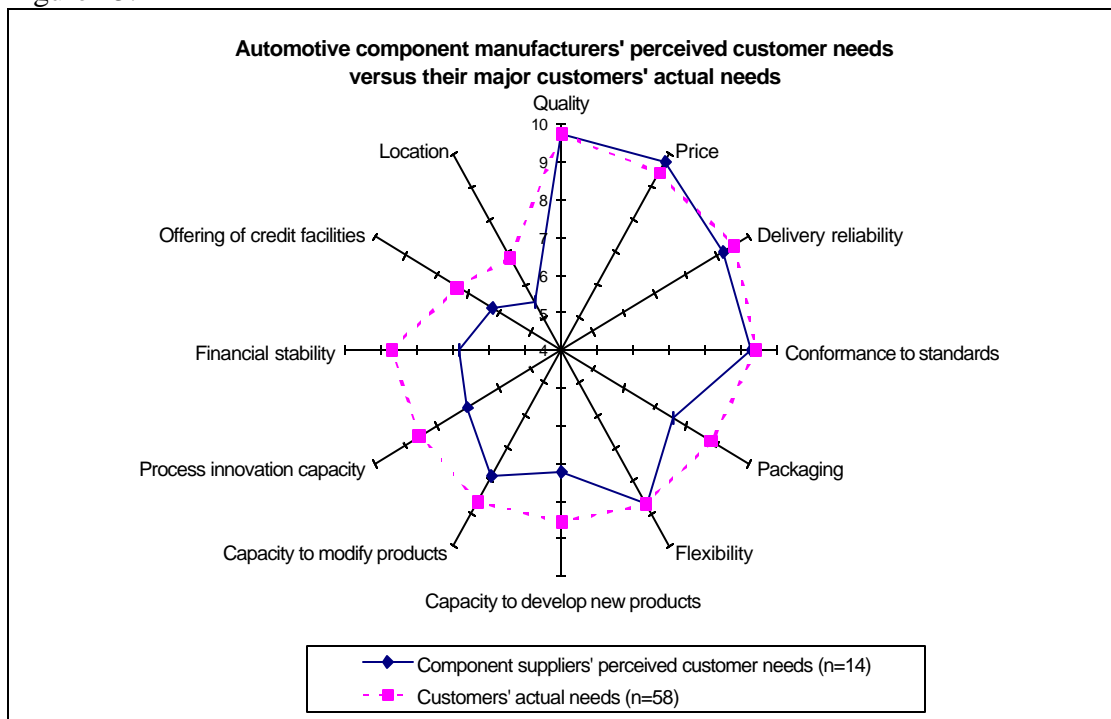 Automotive component manufacturers' perceived customer needs
versus their major customers' actual needs
Quality
10
Location
Price
9
8
Offering of credit facilities
7
Delivery reliability
6
5
Financial stability
4
Conformance to standards
Process innovation capacity
Packaging
Capacity to modify products
Flexibility
Capacity to develop new products
Component suppliers' perceived customer needs (n=14)
Customers' actual needs (n=58)